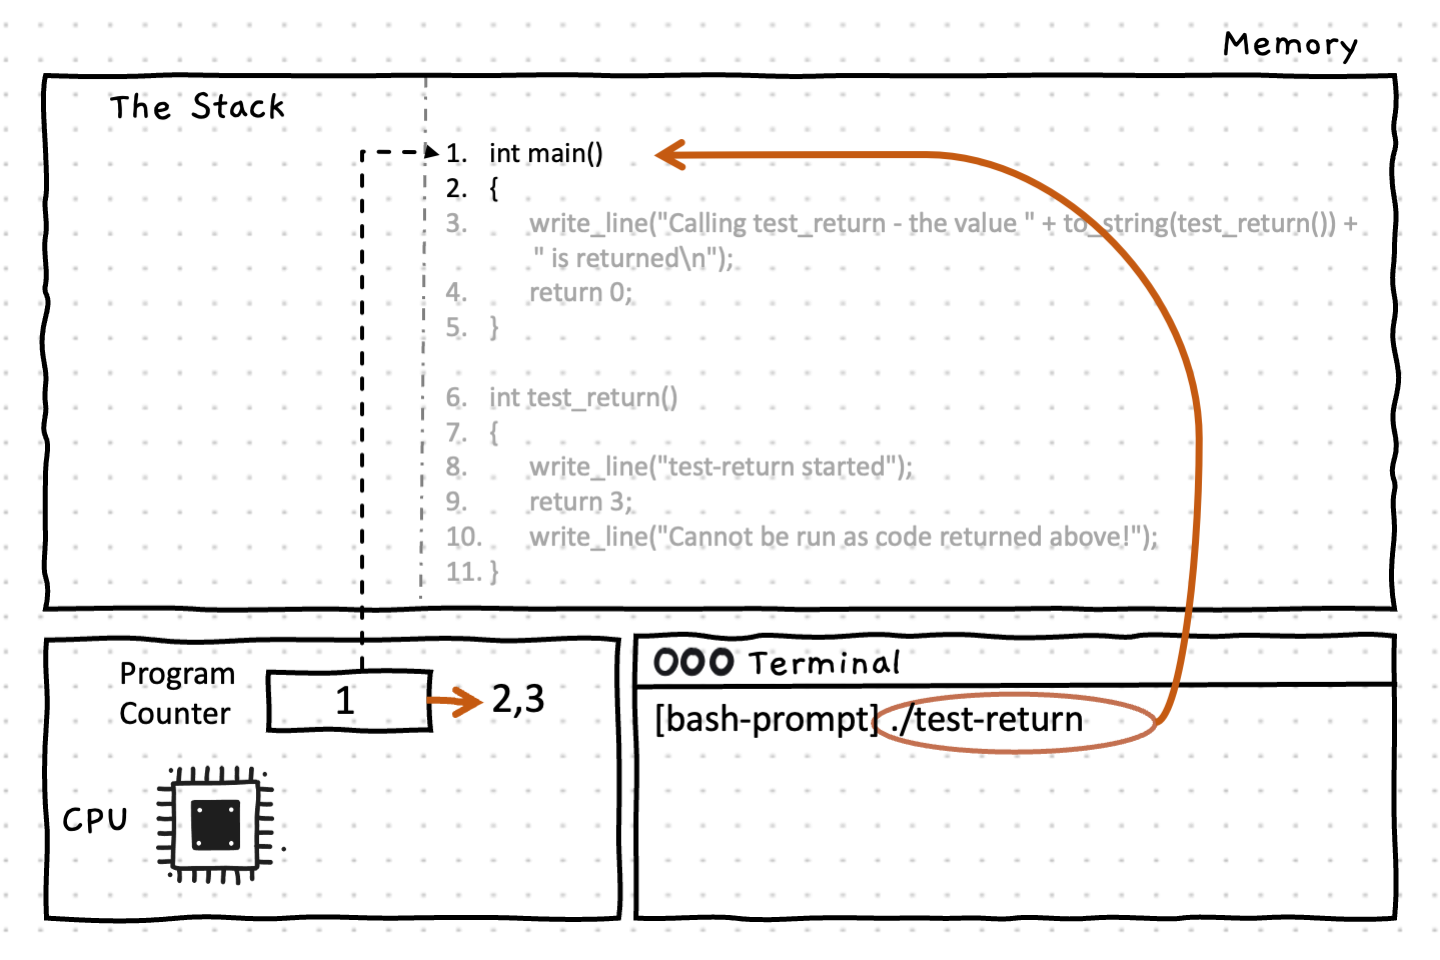 Memory
The Stack
1. int main()
2. {
3. write_line("Calling test_return - the value " + to_string(test_return()) +
" is returned\n");
4. return 0;
5. }
6. int test_return()
7. {
8. write_line("test-return started");
9. return 3;
10. write_line("Cannot be run as code returned above!");
11. }
Program
Counter
1
2,3
CPU
Terminal
[bash-prompt] ./test-return